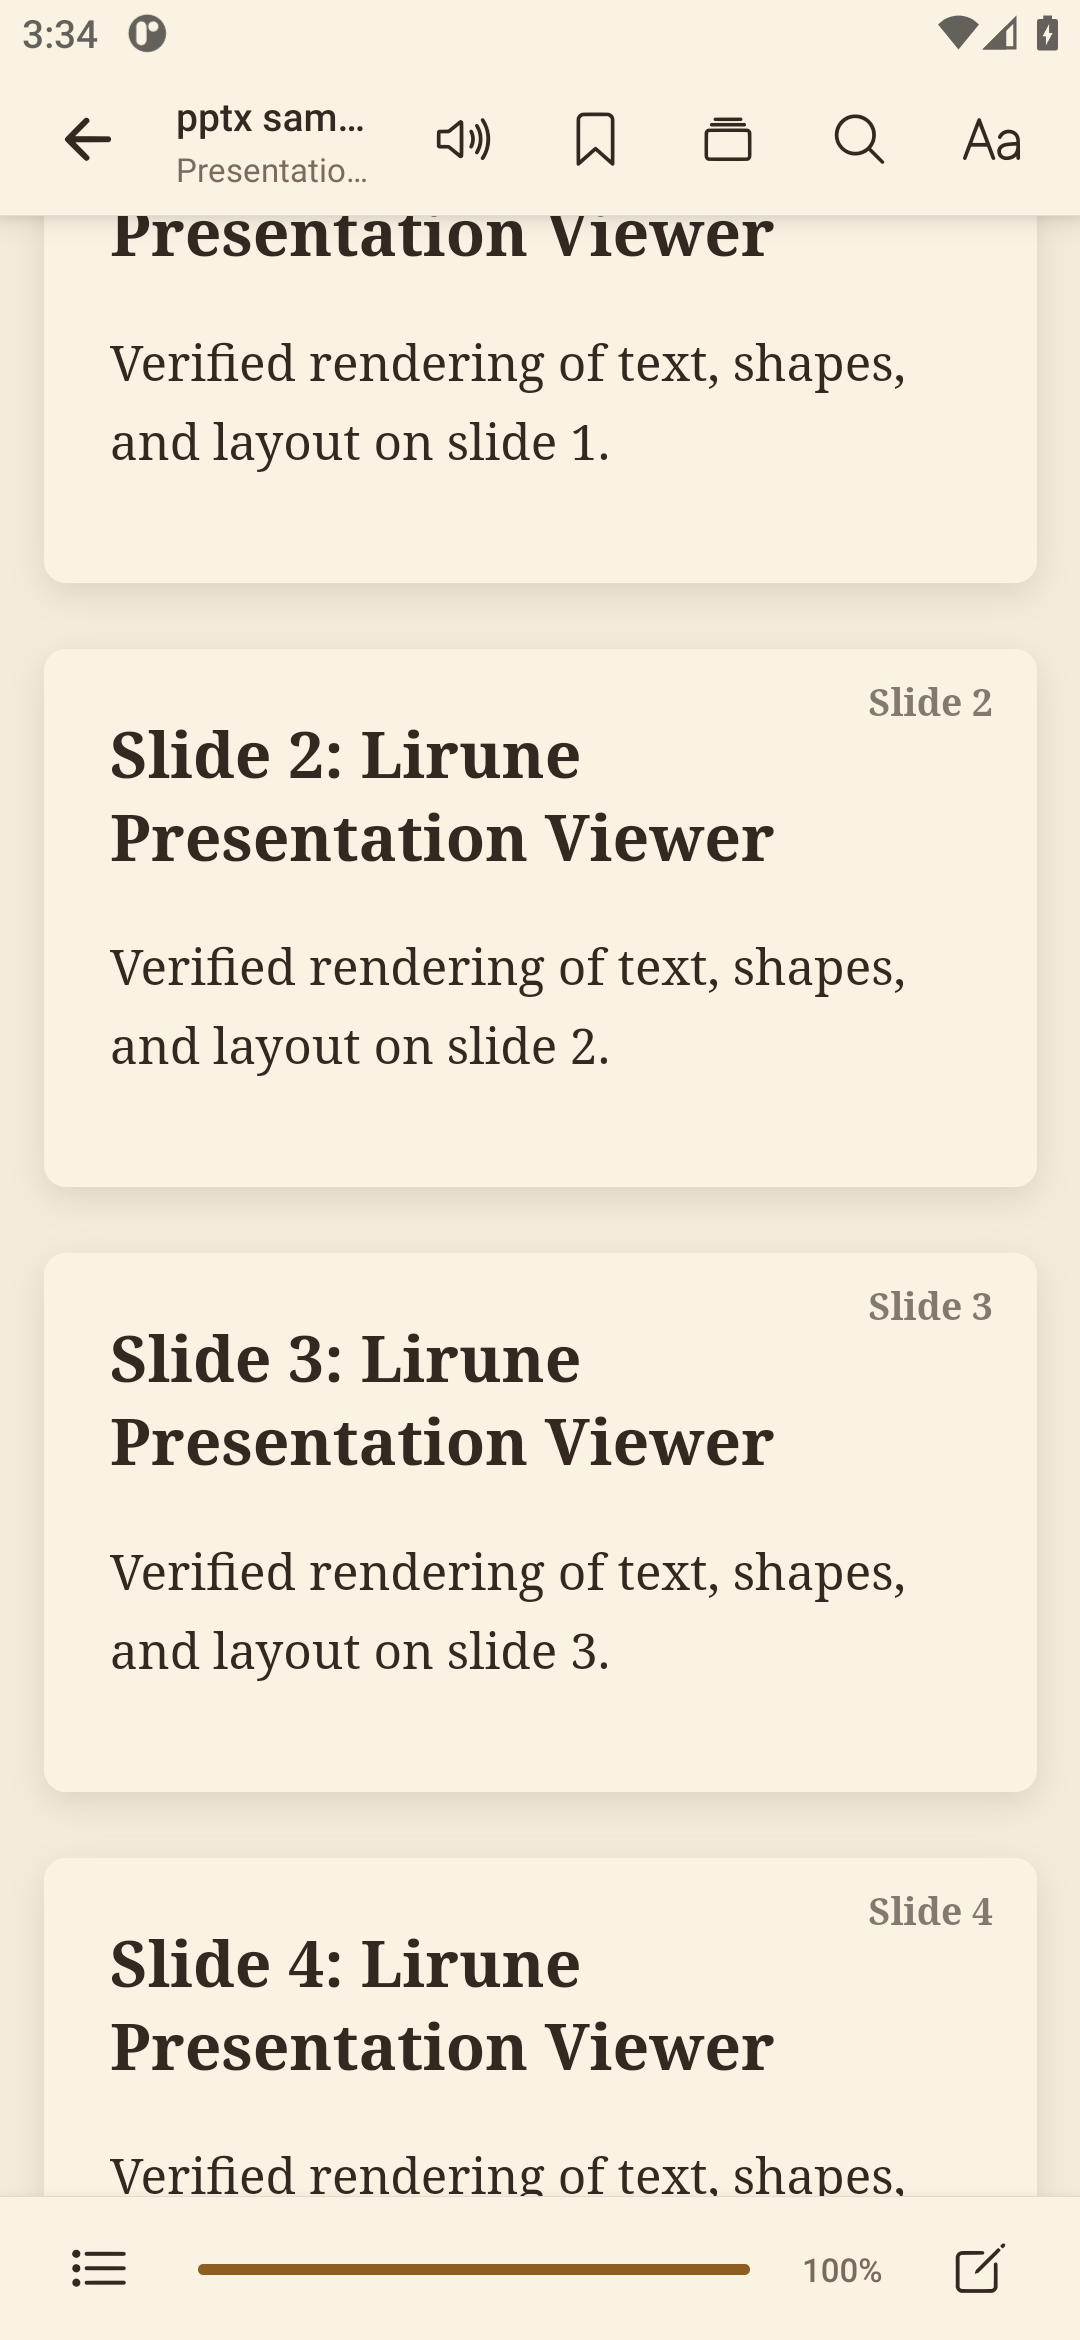 3:34
pptx sam...
Presentatio...
Aa
Presentation Viewer
Verified rendering of text, shapes,
and layout on slide 1.
Slide 2
Slide 2: Lirune
Presentation Viewer
Verified rendering of text, shapes,
and layout on slide 2.
Slide 3
Slide 3: Lirune
Presentation Viewer
Verified rendering of text, shapes,
and layout on slide 3.
Slide 4
Slide 4: Lirune
Presentation Viewer
Verified rendering of text, shapes,
100%